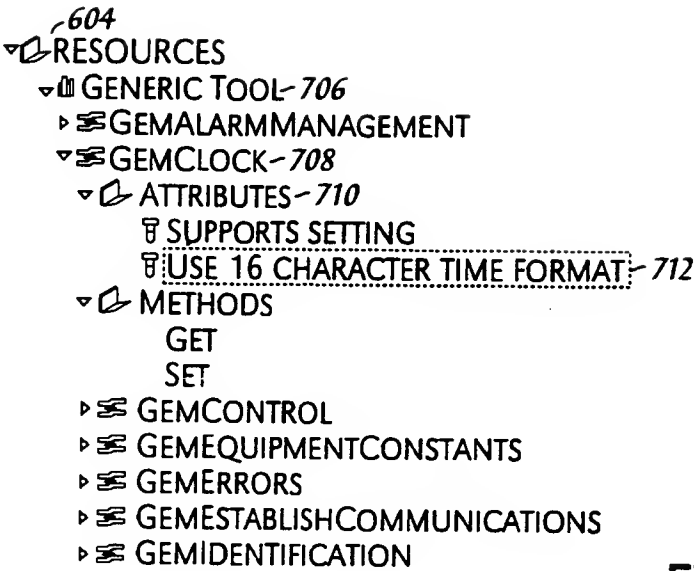 604
RESOURCES
GENERIC TOOL-706
GEMALARMMANAGEMENT
GEMCLOCK-708
ATTRIBUTES-710
SUPPORTS SETTING
USE 16 CHARACTER TIME FORMAT-712
METHODS
GET
SET
GEMCONTROL
GEMEQUIPMENTCONSTANTS
GEMERRORS
GEMESTABLISHCOMMUNICATIONS
GEMIDENTIFICATION